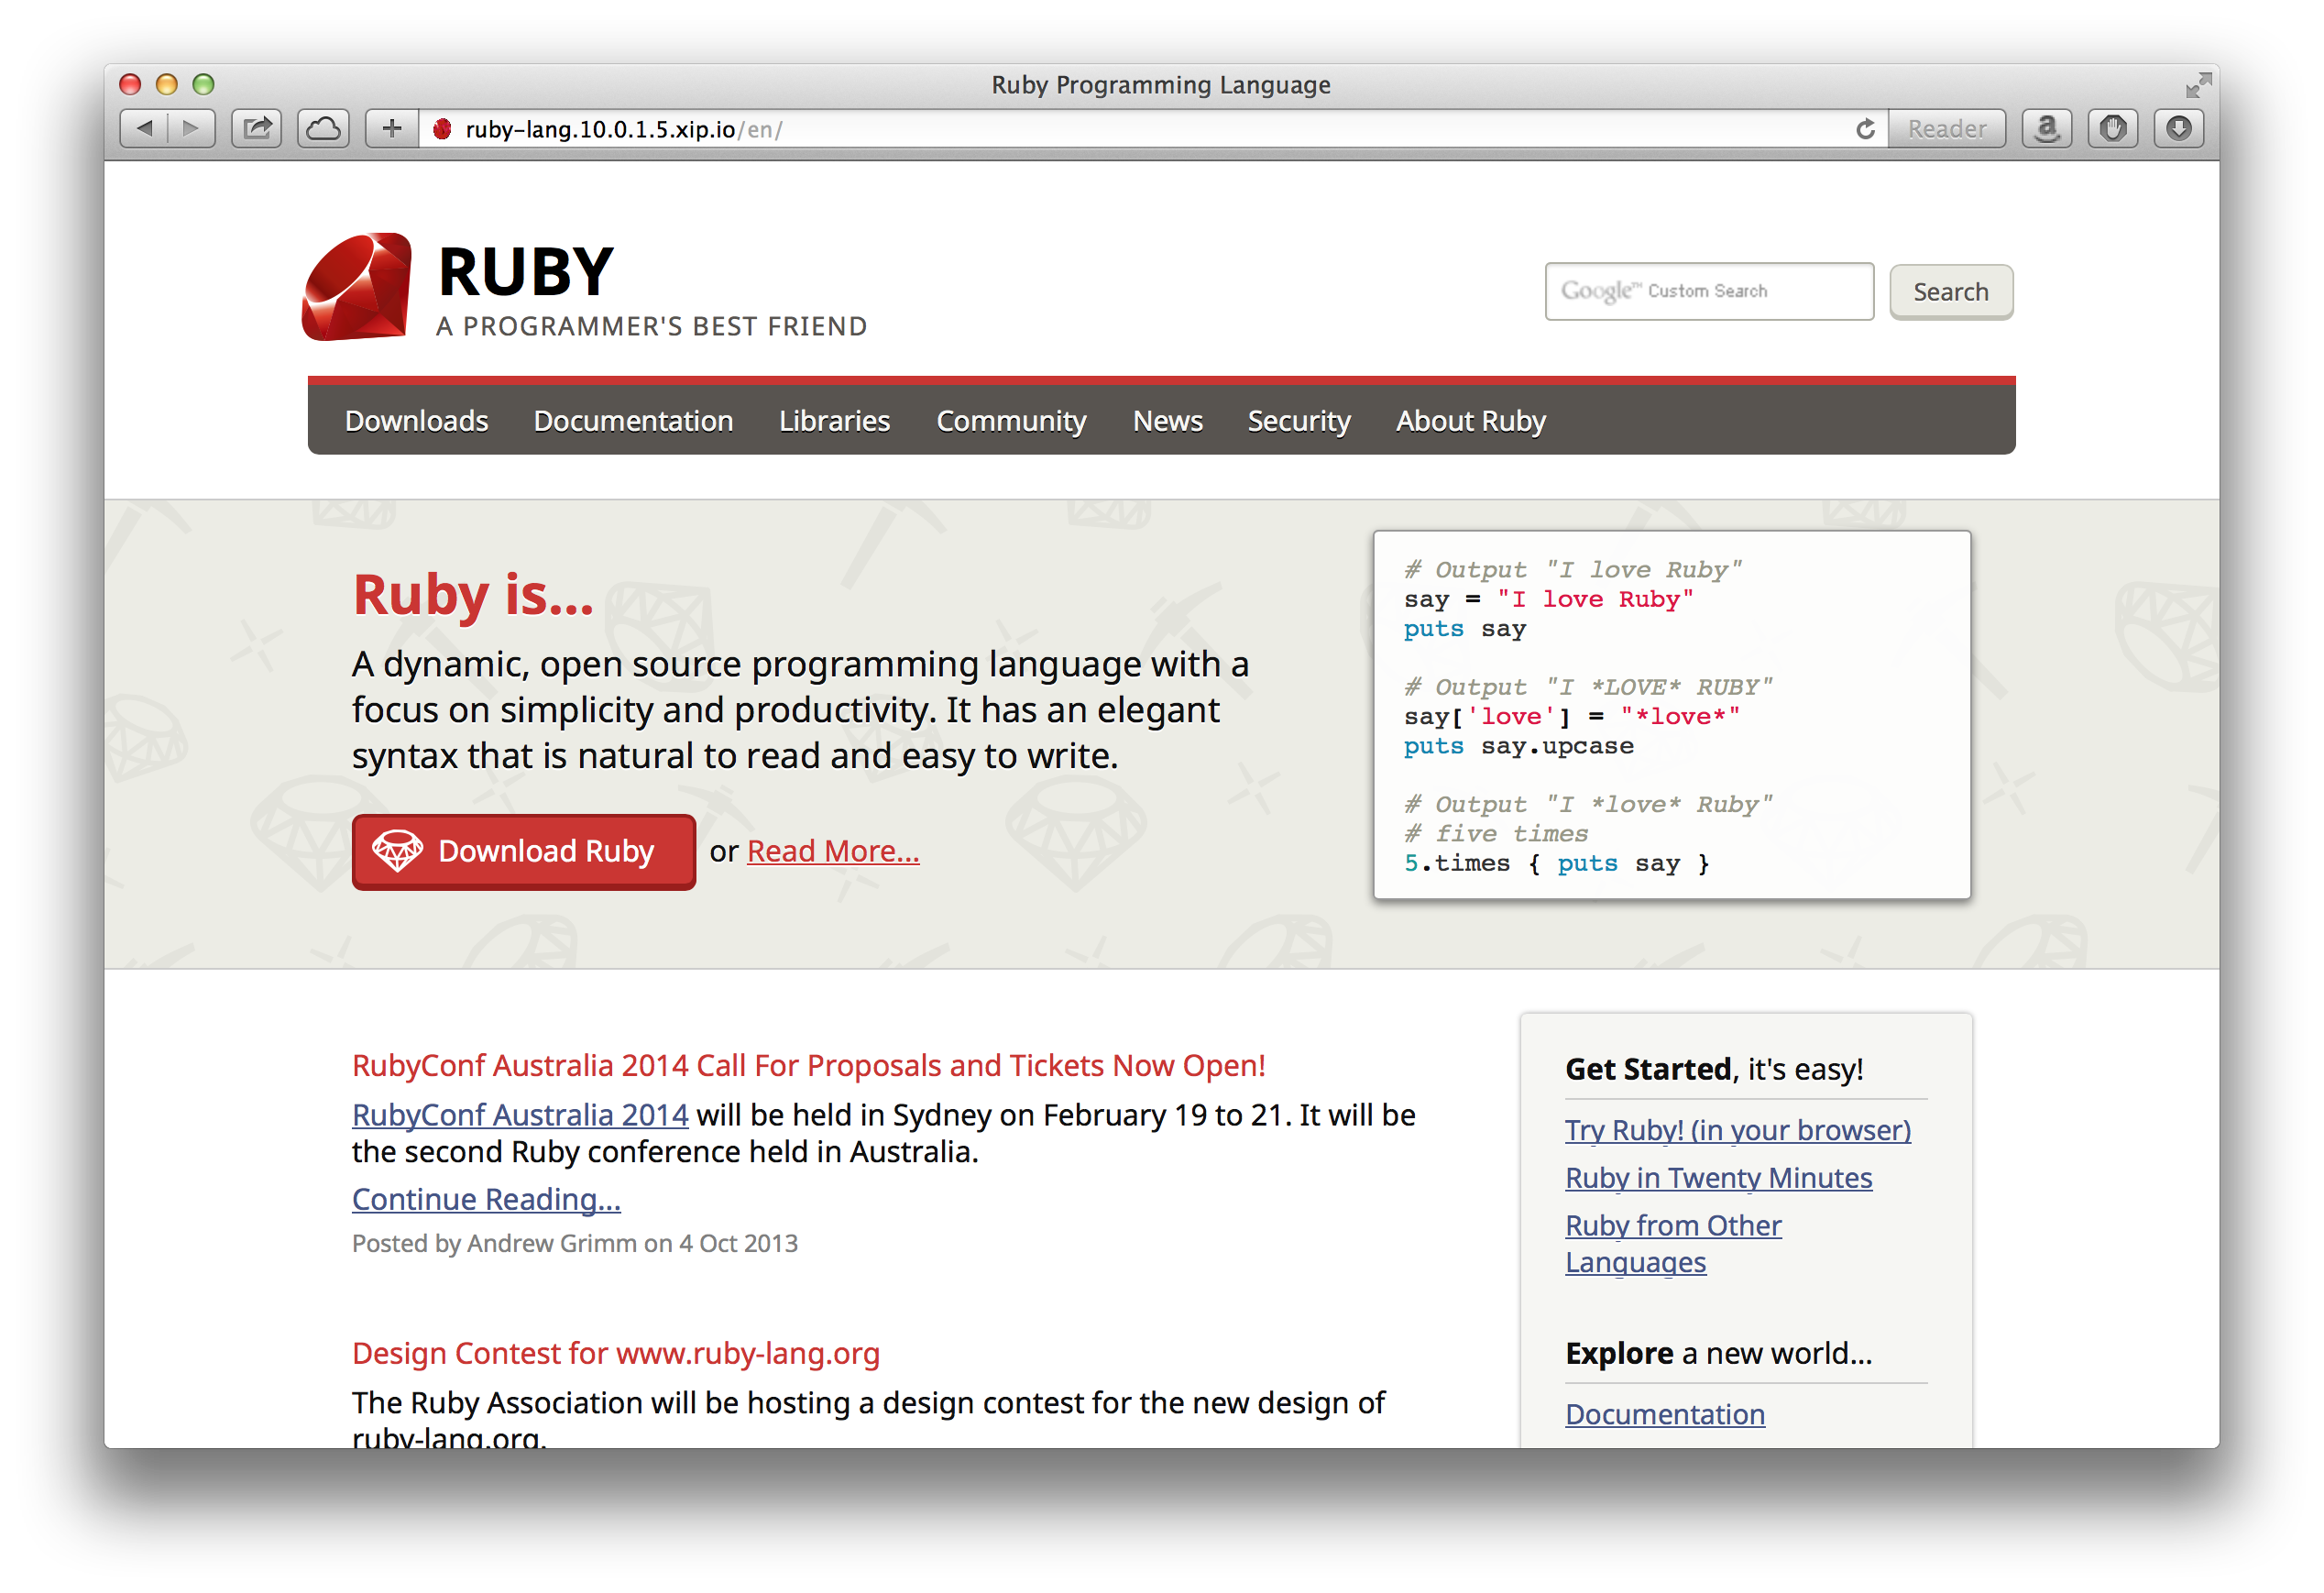 Ruby Programming Language
ruby-lang.10.0.1.5.xip.io/en/
Reader
a
RUBY
A PROGRAMMER'S BEST FRIEND
Google™ Custom Search
Search
Downloads Documentation Libraries Community News Security About Ruby
Ruby is...
A dynamic, open source programming language with a
focus on simplicity and productivity. It has an elegant
syntax that is natural to read and easy to write.
Download Ruby or Read More...
# Output "I love Ruby"
say = "I love Ruby"
puts say
# Output "I *LOVE* RUBY"
say['love'] = "*love*"
puts say.upcase
# Output "I *love* Ruby"
# five times
5.times { puts say }
RubyConf Australia 2014 Call For Proposals and Tickets Now Open!
RubyConf Australia 2014 will be held in Sydney on February 19 to 21. It will be
the second Ruby conference held in Australia.
Continue Reading...
Posted by Andrew Grimm on 4 Oct 2013
Design Contest for www.ruby-lang.org
The Ruby Association will be hosting a design contest for the new design of
ruby-lang.org.
Get Started, it's easy!
Try Ruby! (in your browser)
Ruby in Twenty Minutes
Ruby from Other
Languages
Explore a new world...
Documentation